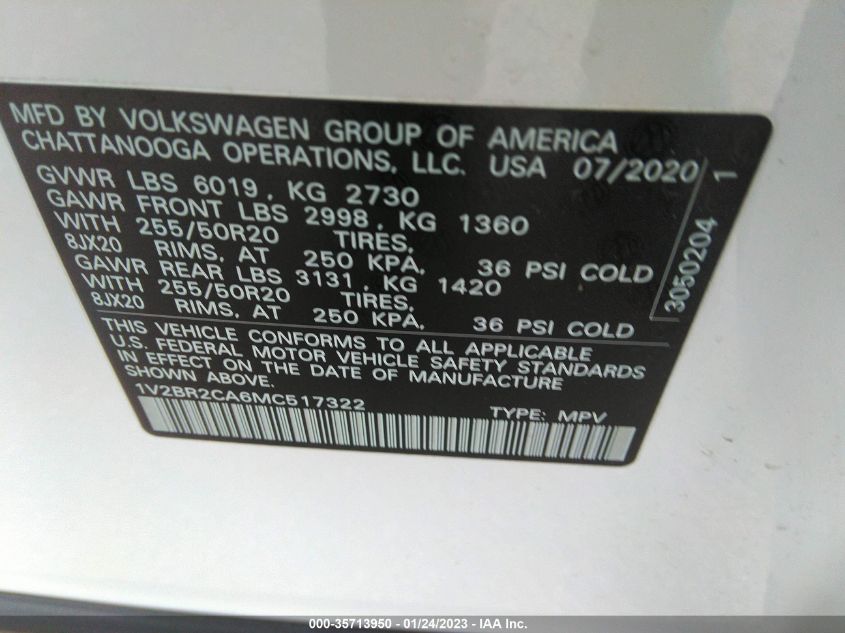 MFD BY VOLKSWAGEN GROUP OF AMERICA
CHATTANOOGA OPERATIONS, LLC. USA 07/2020
GVWR LBS 6019, KG 2730
GAWR FRONT LBS 2998, KG 1360
WITH 255/50R20 TIRES,
8JX20 RIMS, AT 250 KPA. 36 PSI COLD
GAWR REAR LBS 3131, KG 1420
WITH 255/50R20 TIRES,
8JX20 RIMS, AT 250 KPA. 36 PSI COLD
THIS VEHICLE CONFORMS TO ALL APPLICABLE
U.S. FEDERAL MOTOR VEHICLE SAFETY STANDARDS
IN EFFECT ON THE DATE OF MANUFACTURE
SHOWN ABOVE.
1V2BR2CA6MC517322 TYPE: MPV
3050204 1
000-35713950 - 01/24/2023 - IAA Inc.